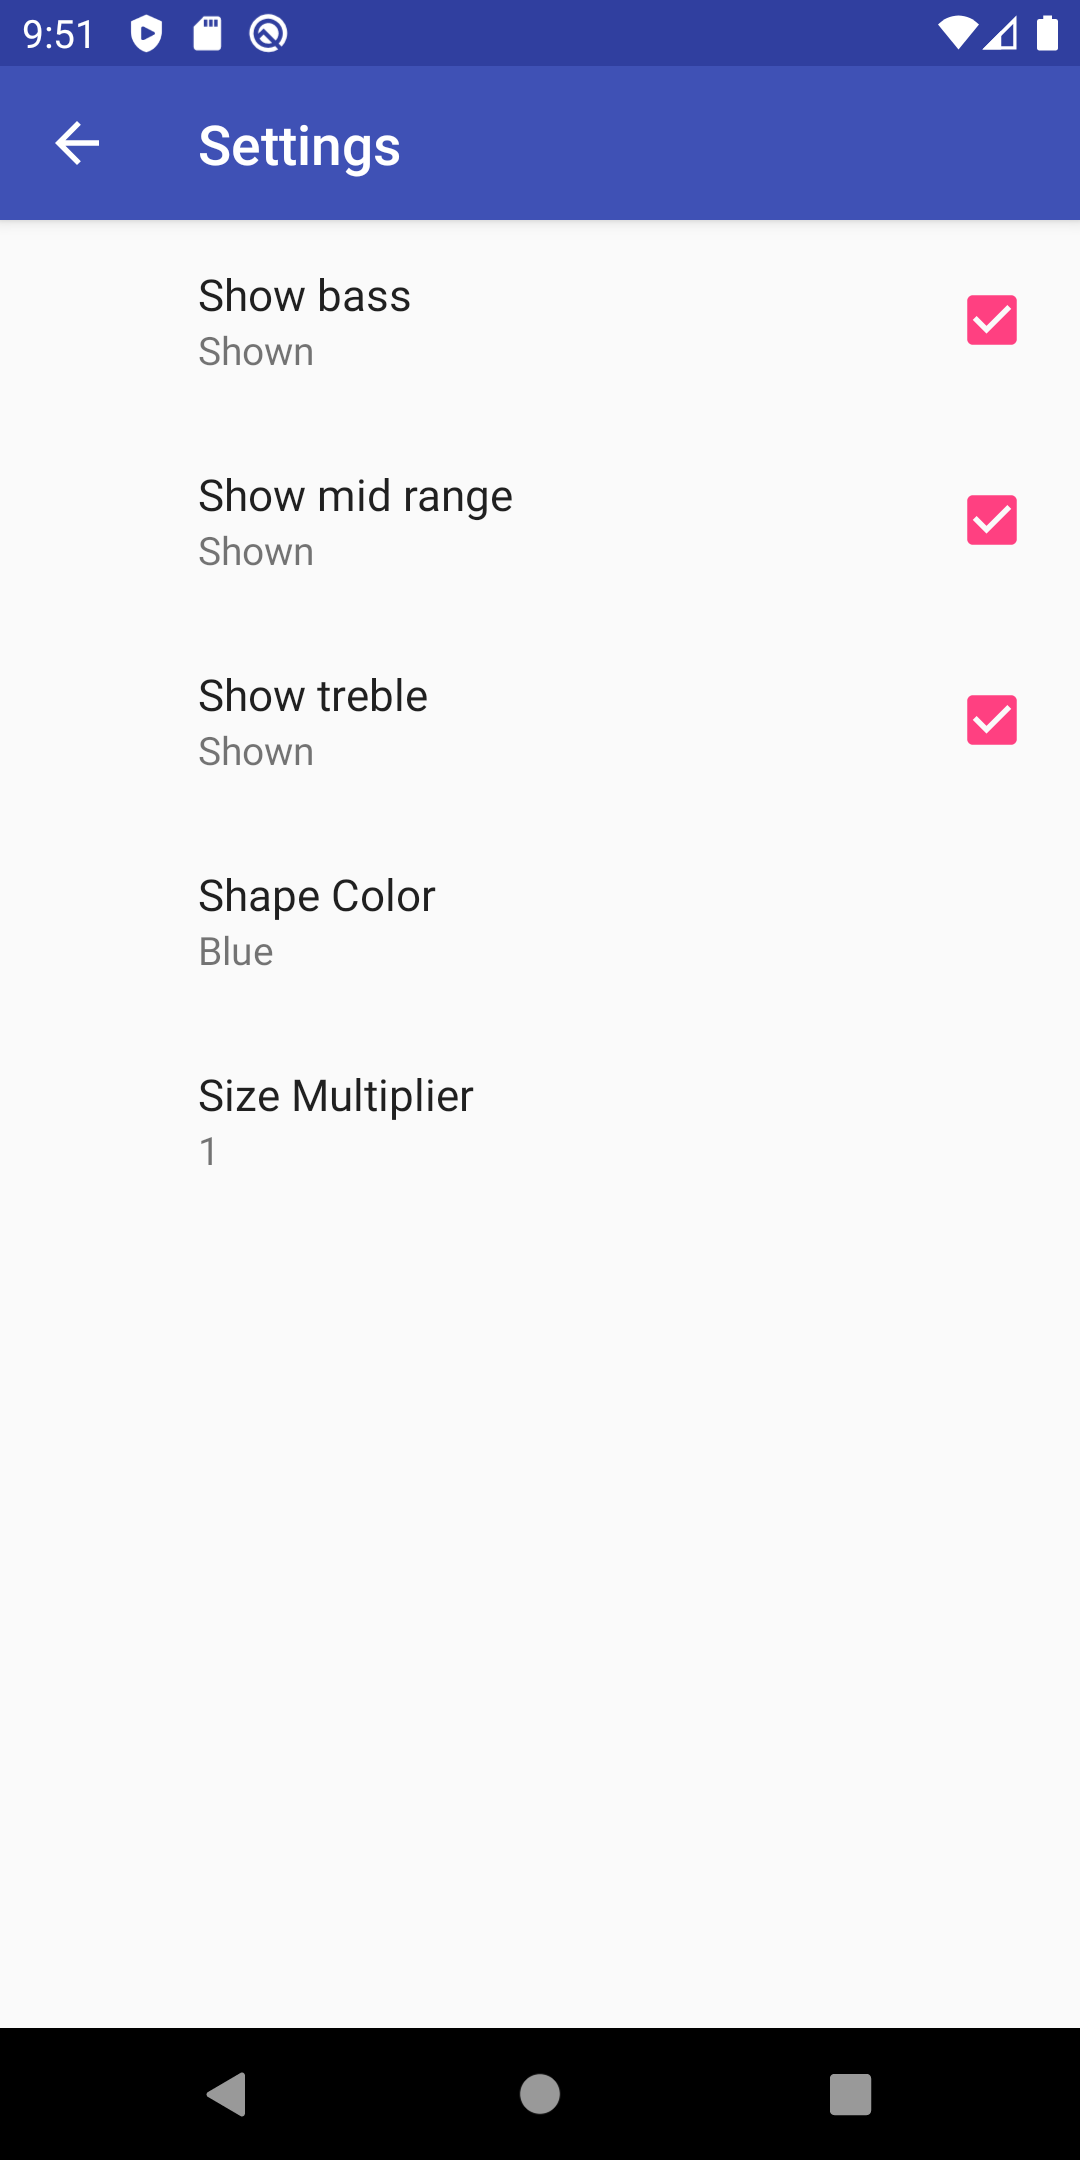 9:51
Settings
Show bass
Shown
Show mid range
Shown
Show treble
Shown
Shape Color
Blue
Size Multiplier
1